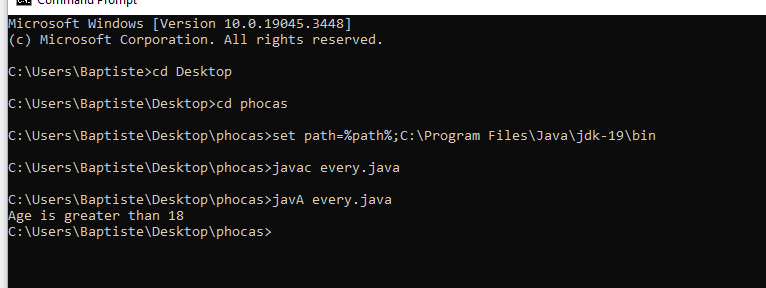 Command Prompt
Microsoft Windows [Version 10.0.19045.3448]
(c) Microsoft Corporation. All rights reserved.
C:\Users\Baptiste>cd Desktop
C:\Users\Baptiste\Desktop>cd phocas
C:\Users\Baptiste\Desktop\phocas>set path=%path%;C:\Program Files\Java\jdk-19\bin
C:\Users\Baptiste\Desktop\phocas>javac every.java
C:\Users\Baptiste\Desktop\phocas>javA every.java
Age is greater than 18
C:\Users\Baptiste\Desktop\phocas>